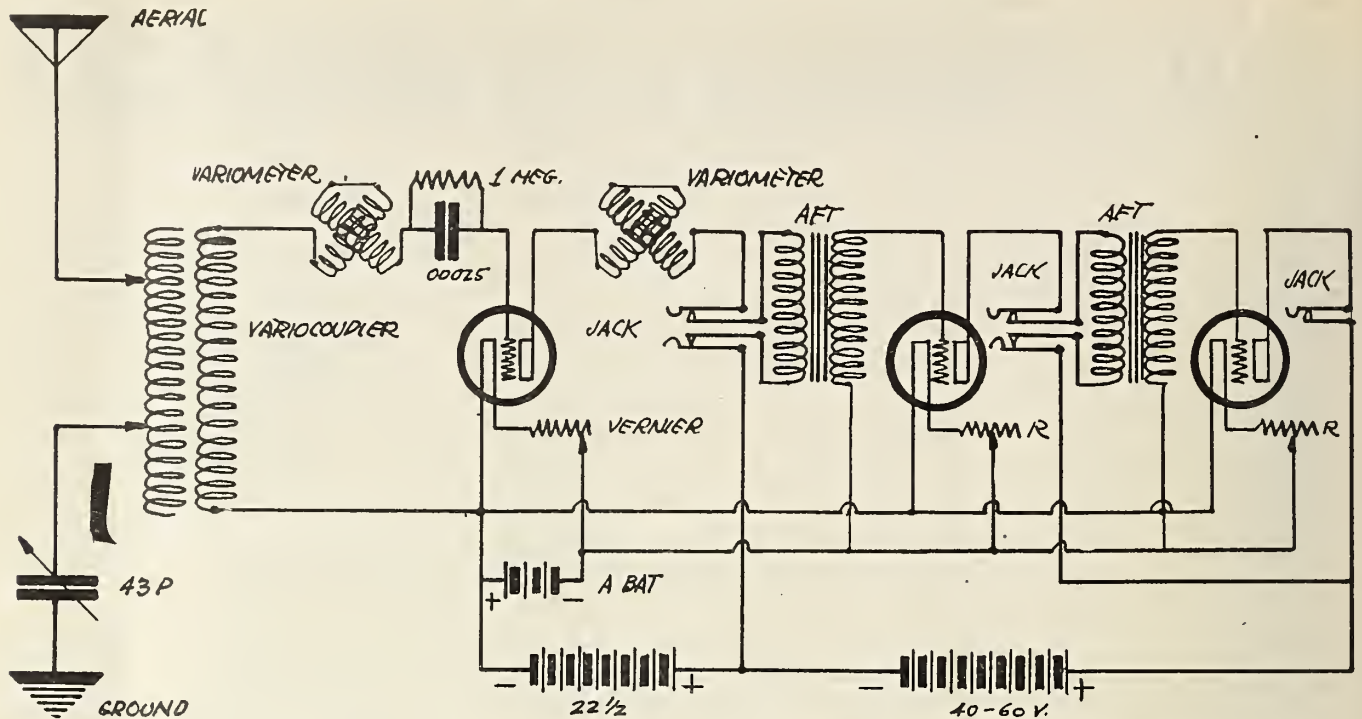 AERIAL
VARIOMETER
1 MEG.
VARIOMETER
AFT
AFT
00025
JACK
JACK
VARIOCOUPLER
JACK
VERNIER
R
R
43 P
+ - A BAT
- +
- +
22 1/2
40-60 V.
GROUND